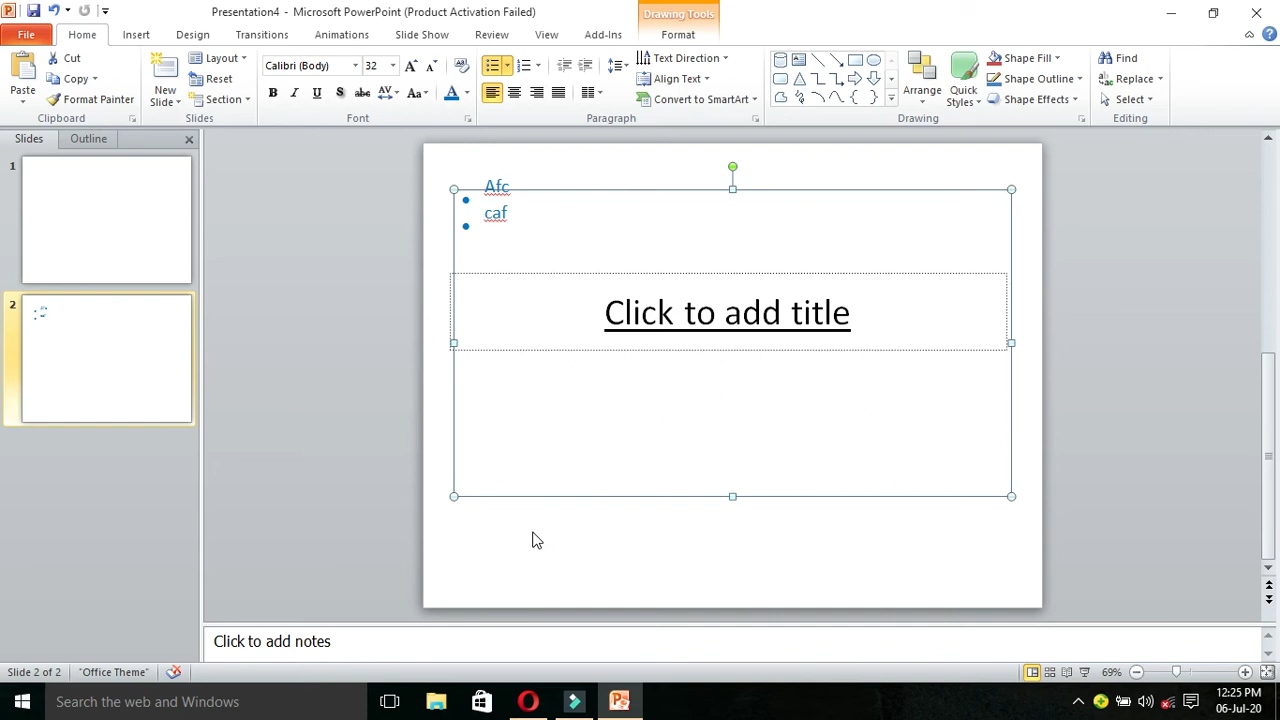 Presentation4 - Microsoft PowerPoint (Product Activation Failed)
Drawing Tools
File Home Insert Design Transitions Animations Slide Show Review View Add-Ins Format
Paste
Cut
Copy
Format Painter
Clipboard
New Slide
Layout
Reset
Section
Slides
Calibri (Body) 32
B I U S abc AV Aa A
Font
Text Direction
Align Text
Convert to SmartArt
Paragraph
Arrange
Quick Styles
Shape Fill
Shape Outline
Shape Effects
Drawing
Find
Replace
Select
Editing
Slides Outline
1
2
Afc
caf
Click to add title
Click to add notes
Slide 2 of 2 "Office Theme" 69%
Search the web and Windows
12:25 PM
06-Jul-20